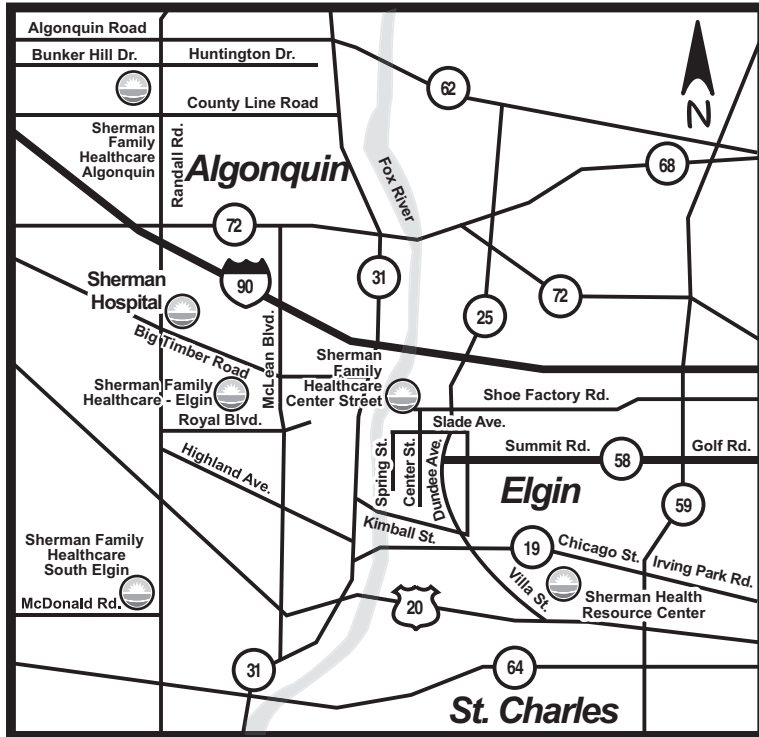 Algonquin Road
Bunker Hill Dr.
Huntington Dr.
62
County Line Road
Sherman
Family
Healthcare
Algonquin
Randall Rd.
Algonquin
Fox River
N
68
72
90
31
72
25
Sherman
Hospital
Big Timber Road
McLean Blvd.
Sherman
Family
Healthcare
Center Street
Sherman Family
Healthcare - Elgin
Royal Blvd.
Highland Ave.
Shoe Factory Rd.
Slade Ave.
Spring St.
Center St.
Dundee Ave.
Summit Rd.
58
Golf Rd.
Elgin
59
Kimball St.
19
Chicago St.
Irving Park Rd.
Villa St.
Sherman Health
Resource Center
Sherman Family
Healthcare
South Elgin
McDonald Rd.
20
31
64
St. Charles